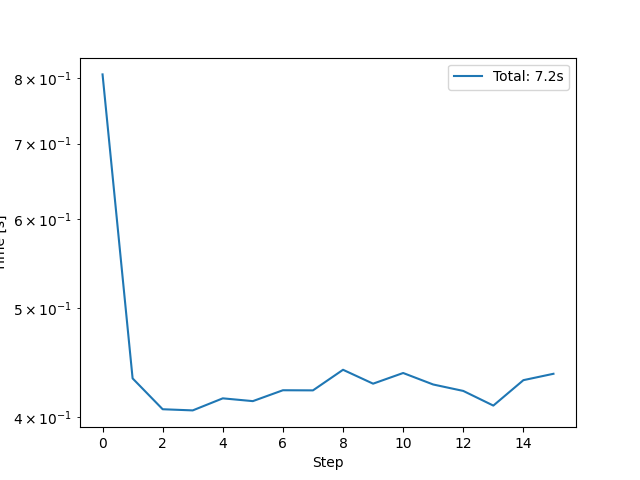 Total: 7.2s
8 × 10⁻¹
7 × 10⁻¹
6 × 10⁻¹
5 × 10⁻¹
4 × 10⁻¹
[s]
0 2 4 6 8 10 12 14
Step